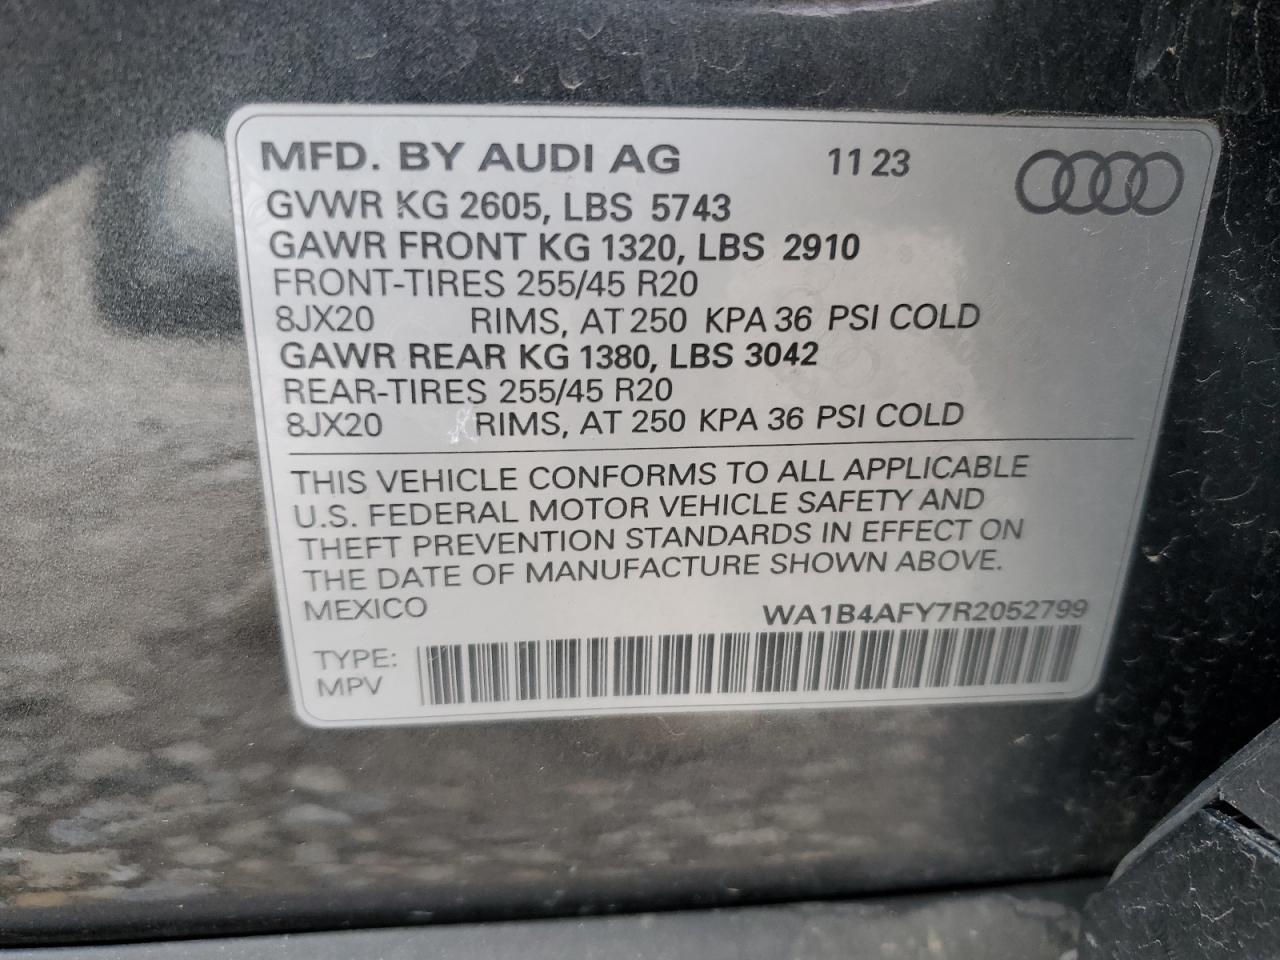 MFD. BY AUDI AG 11 23
GVWR KG 2605, LBS 5743
GAWR FRONT KG 1320, LBS 2910
FRONT-TIRES 255/45 R20
8JX20 RIMS, AT 250 KPA 36 PSI COLD
GAWR REAR KG 1380, LBS 3042
REAR-TIRES 255/45 R20
8JX20 RIMS, AT 250 KPA 36 PSI COLD
THIS VEHICLE CONFORMS TO ALL APPLICABLE
U.S. FEDERAL MOTOR VEHICLE SAFETY AND
THEFT PREVENTION STANDARDS IN EFFECT ON
THE DATE OF MANUFACTURE SHOWN ABOVE.
MEXICO WA1B4AFY7R2052799
TYPE:
MPV